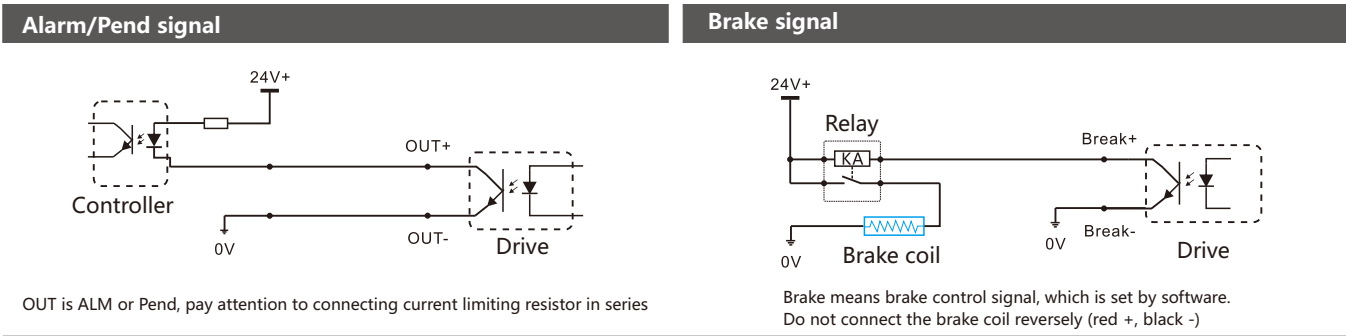 Alarm/Pend signal
24V+
OUT+
Controller
0V
OUT-
Drive
OUT is ALM or Pend, pay attention to connecting current limiting resistor in series
Brake signal
24V+
Relay
KA
Break+
0V
Brake coil
0V
Break-
Drive
Brake means brake control signal, which is set by software.
Do not connect the brake coil reversely (red +, black -)